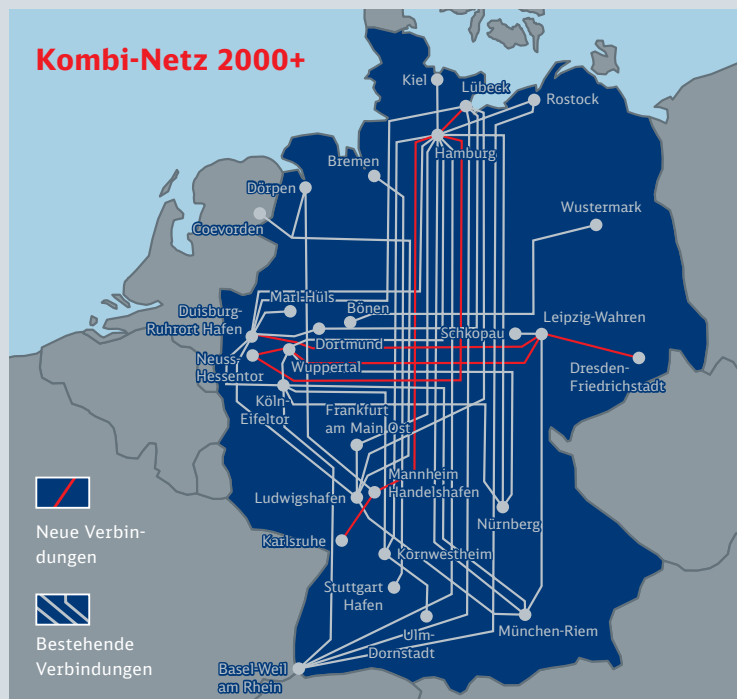 Kombi-Netz 2000+
Kiel
Lübeck
Rostock
Hamburg
Bremen
Dörpen
Coevorden
Wustermark
Marl-Hüls
Bönen
Duisburg-
Ruhrort Hafen
Dortmund
Schkopau
Leipzig-Wahren
Neuss-
Hessentor
Wuppertal
Dresden-
Friedrichstadt
Köln-
Eifeltor
Frankfurt
am Main Ost
Mannheim
Handelshafen
Ludwigshafen
Nürnberg
Karlsruhe
Kornwestheim
Stuttgart
Hafen
Ulm-
Dornstadt
München-Riem
Basel-Weil
am Rhein
Neue Verbin-
dungen
Bestehende
Verbindungen